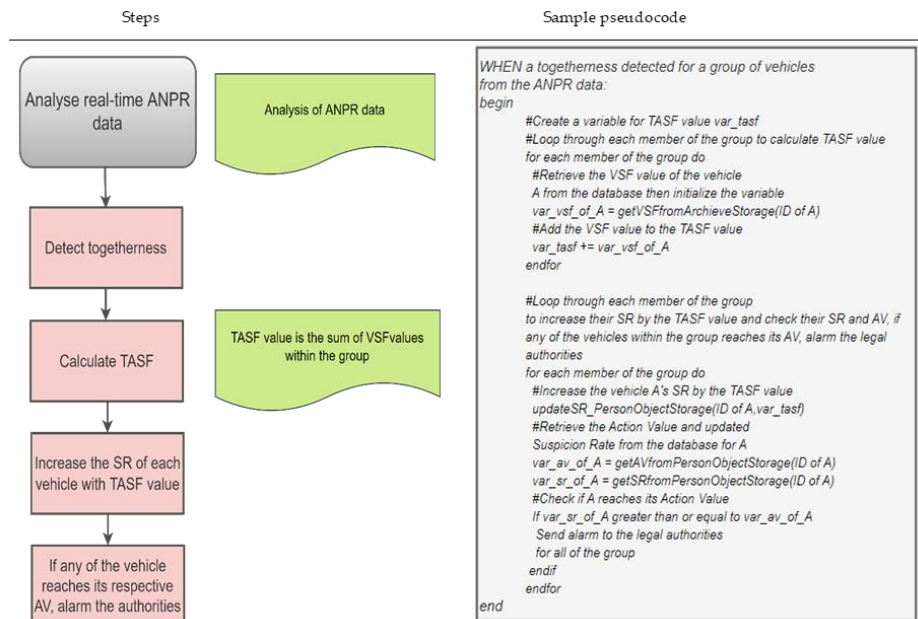 Steps
Sample pseudocode
Analyse real-time ANPR
data
Analysis of ANPR data
Detect togetherness
Calculate TASF
TASF value is the sum of VSFvalues
within the group
Increase the SR of each
vehicle with TASF value
If any of the vehicle
reaches its respective
AV, alarm the authorities
WHEN a togetherness detected for a group of vehicles
from the ANPR data:
begin
#Create a variable for TASF value var_tasf
#Loop through each member of the group to calculate TASF value
for each member of the group do
#Retrieve the VSF value of the vehicle
A from the database then initialize the variable
var_vsf_of_A = getVSFfromArchieveStorage(ID of A)
#Add the VSF value to the TASF value
var_tasf += var_vsf_of_A
endfor
#Loop through each member of the group
to increase their SR by the TASF value and check their SR and AV, if
any of the vehicles within the group reaches its AV, alarm the legal
authorities
for each member of the group do
#Increase the vehicle A's SR by the TASF value
updateSR_PersonObjectStorage(ID of A,var_tasf)
#Retrieve the Action Value and updated
Suspicion Rate from the database for A
var_av_of_A = getAVfromPersonObjectStorage(ID of A)
var_sr_of_A = getSRfromPersonObjectStorage(ID of A)
#Check if A reaches its Action Value
If var_sr_of_A greater than or equal to var_av_of_A
Send alarm to the legal authorities
for all of the group
endif
endfor
end